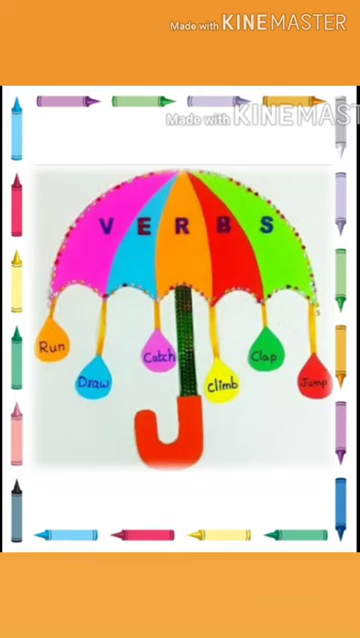 Made with KINEMASTER
Made with KINEMAST
VERBS
Run
Draw
Catch
Climb
Clap
Jump